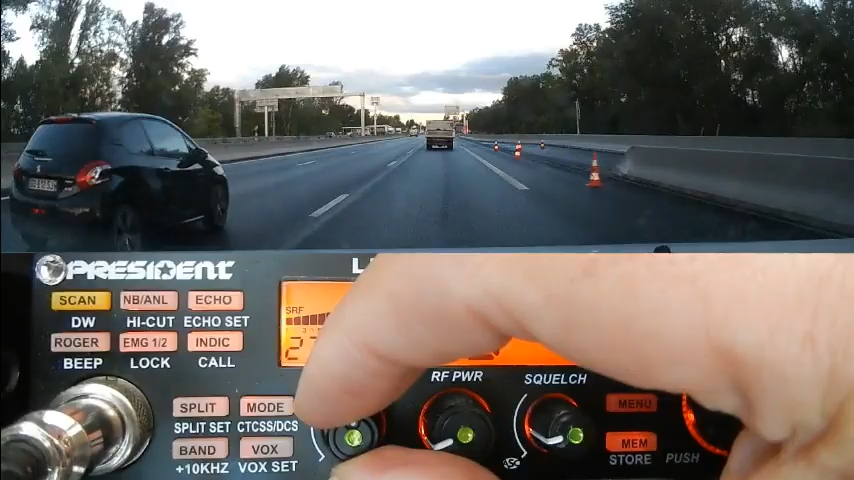 PRESIDENT
L
SCAN NB/ANL ECHO
DW HI-CUT ECHO SET
ROGER EMG 1/2 INDIC
BEEP LOCK CALL
SRF
SPLIT MODE
SPLIT SET CTCSS/DCS
BAND VOX
+10KHz VOX SET
RF PWR SQUELCH
MENU
MEM
STORE PUSH